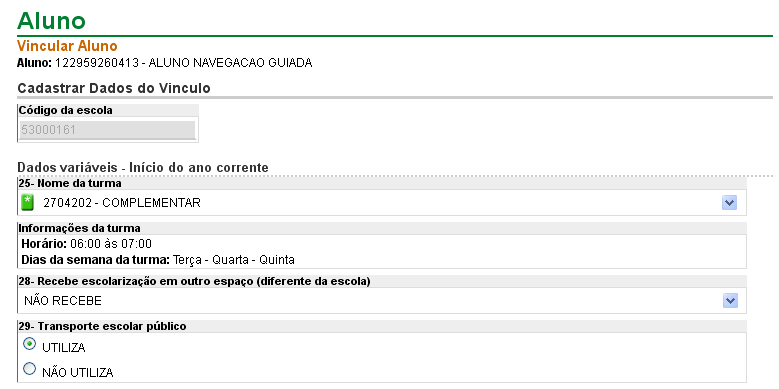 Aluno
Vincular Aluno
Aluno: 122959260413 - ALUNO NAVEGACAO GUIADA
Cadastrar Dados do Vinculo
Código da escola
53000161
Dados variáveis - Início do ano corrente
25- Nome da turma
* 2704202 - COMPLEMENTAR
Informações da turma
Horário: 06:00 às 07:00
Dias da semana da turma: Terça - Quarta - Quinta
28- Recebe escolarização em outro espaço (diferente da escola)
NÃO RECEBE
29- Transporte escolar público
UTILIZA
NÃO UTILIZA